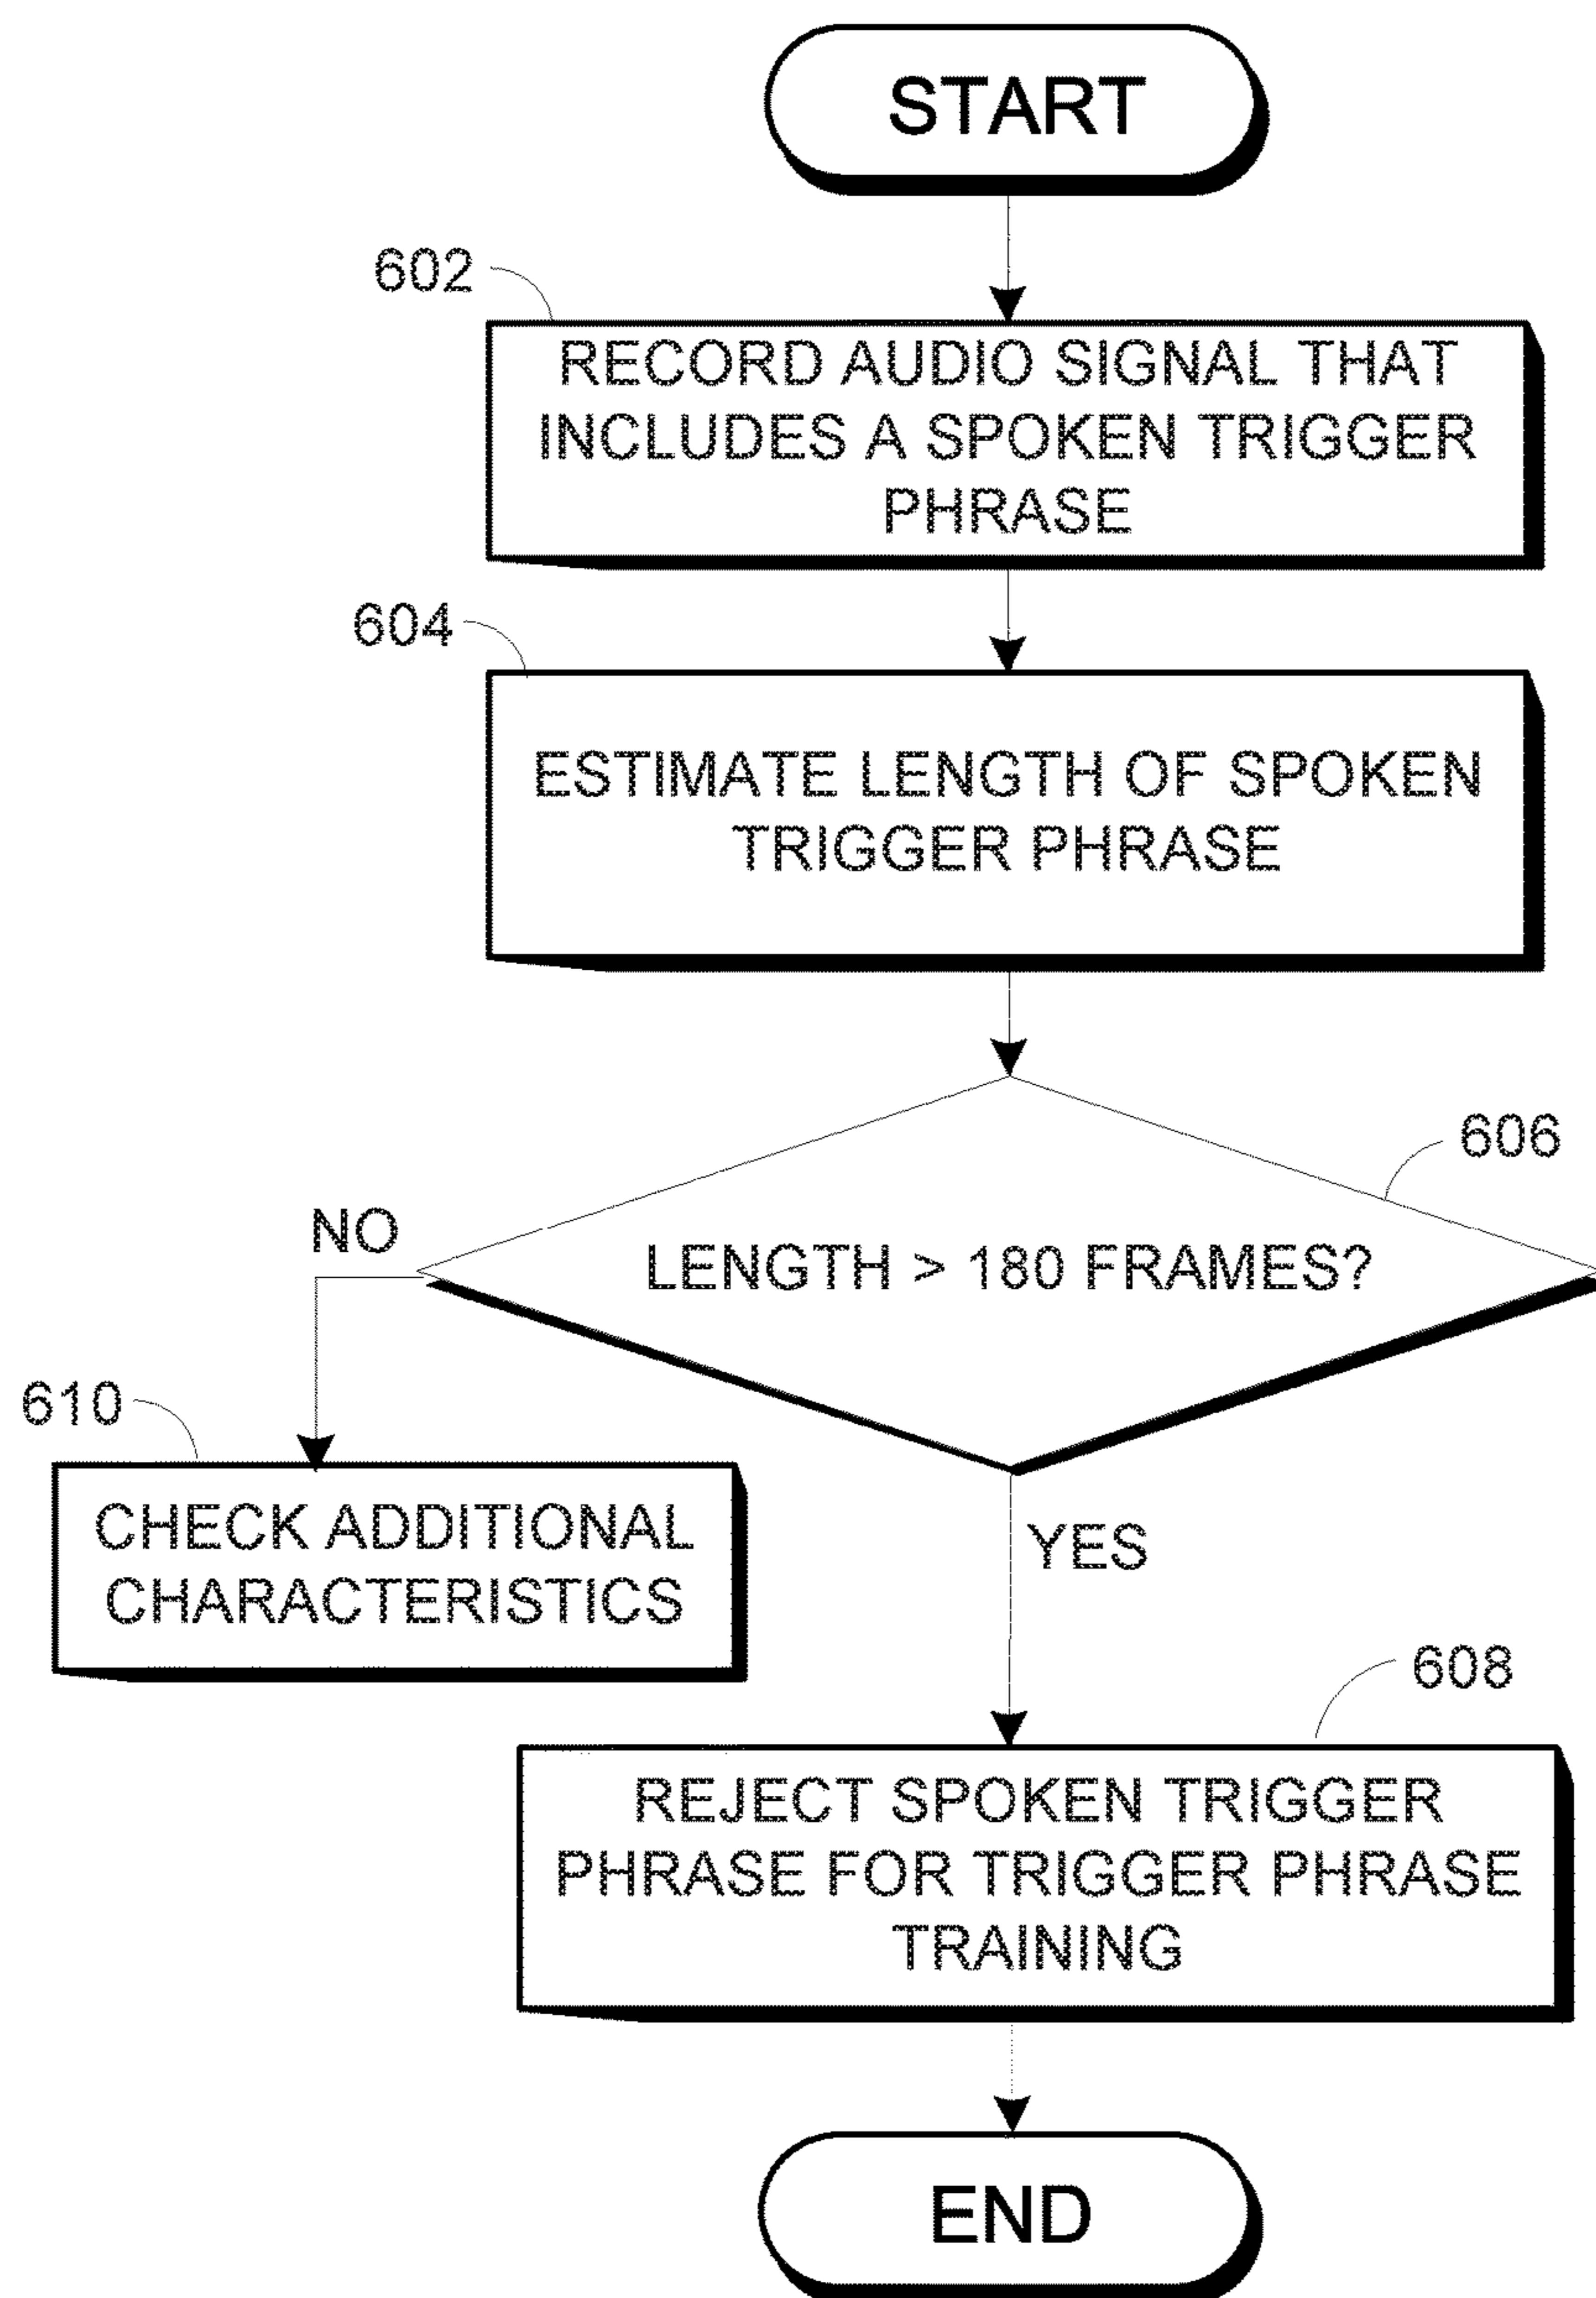 START
602
RECORD AUDIO SIGNAL THAT
INCLUDES A SPOKEN TRIGGER
PHRASE
604
ESTIMATE LENGTH OF SPOKEN
TRIGGER PHRASE
606
NO
LENGTH > 180 FRAMES?
610
CHECK ADDITIONAL
CHARACTERISTICS
YES
608
REJECT SPOKEN TRIGGER
PHRASE FOR TRIGGER PHRASE
TRAINING
END